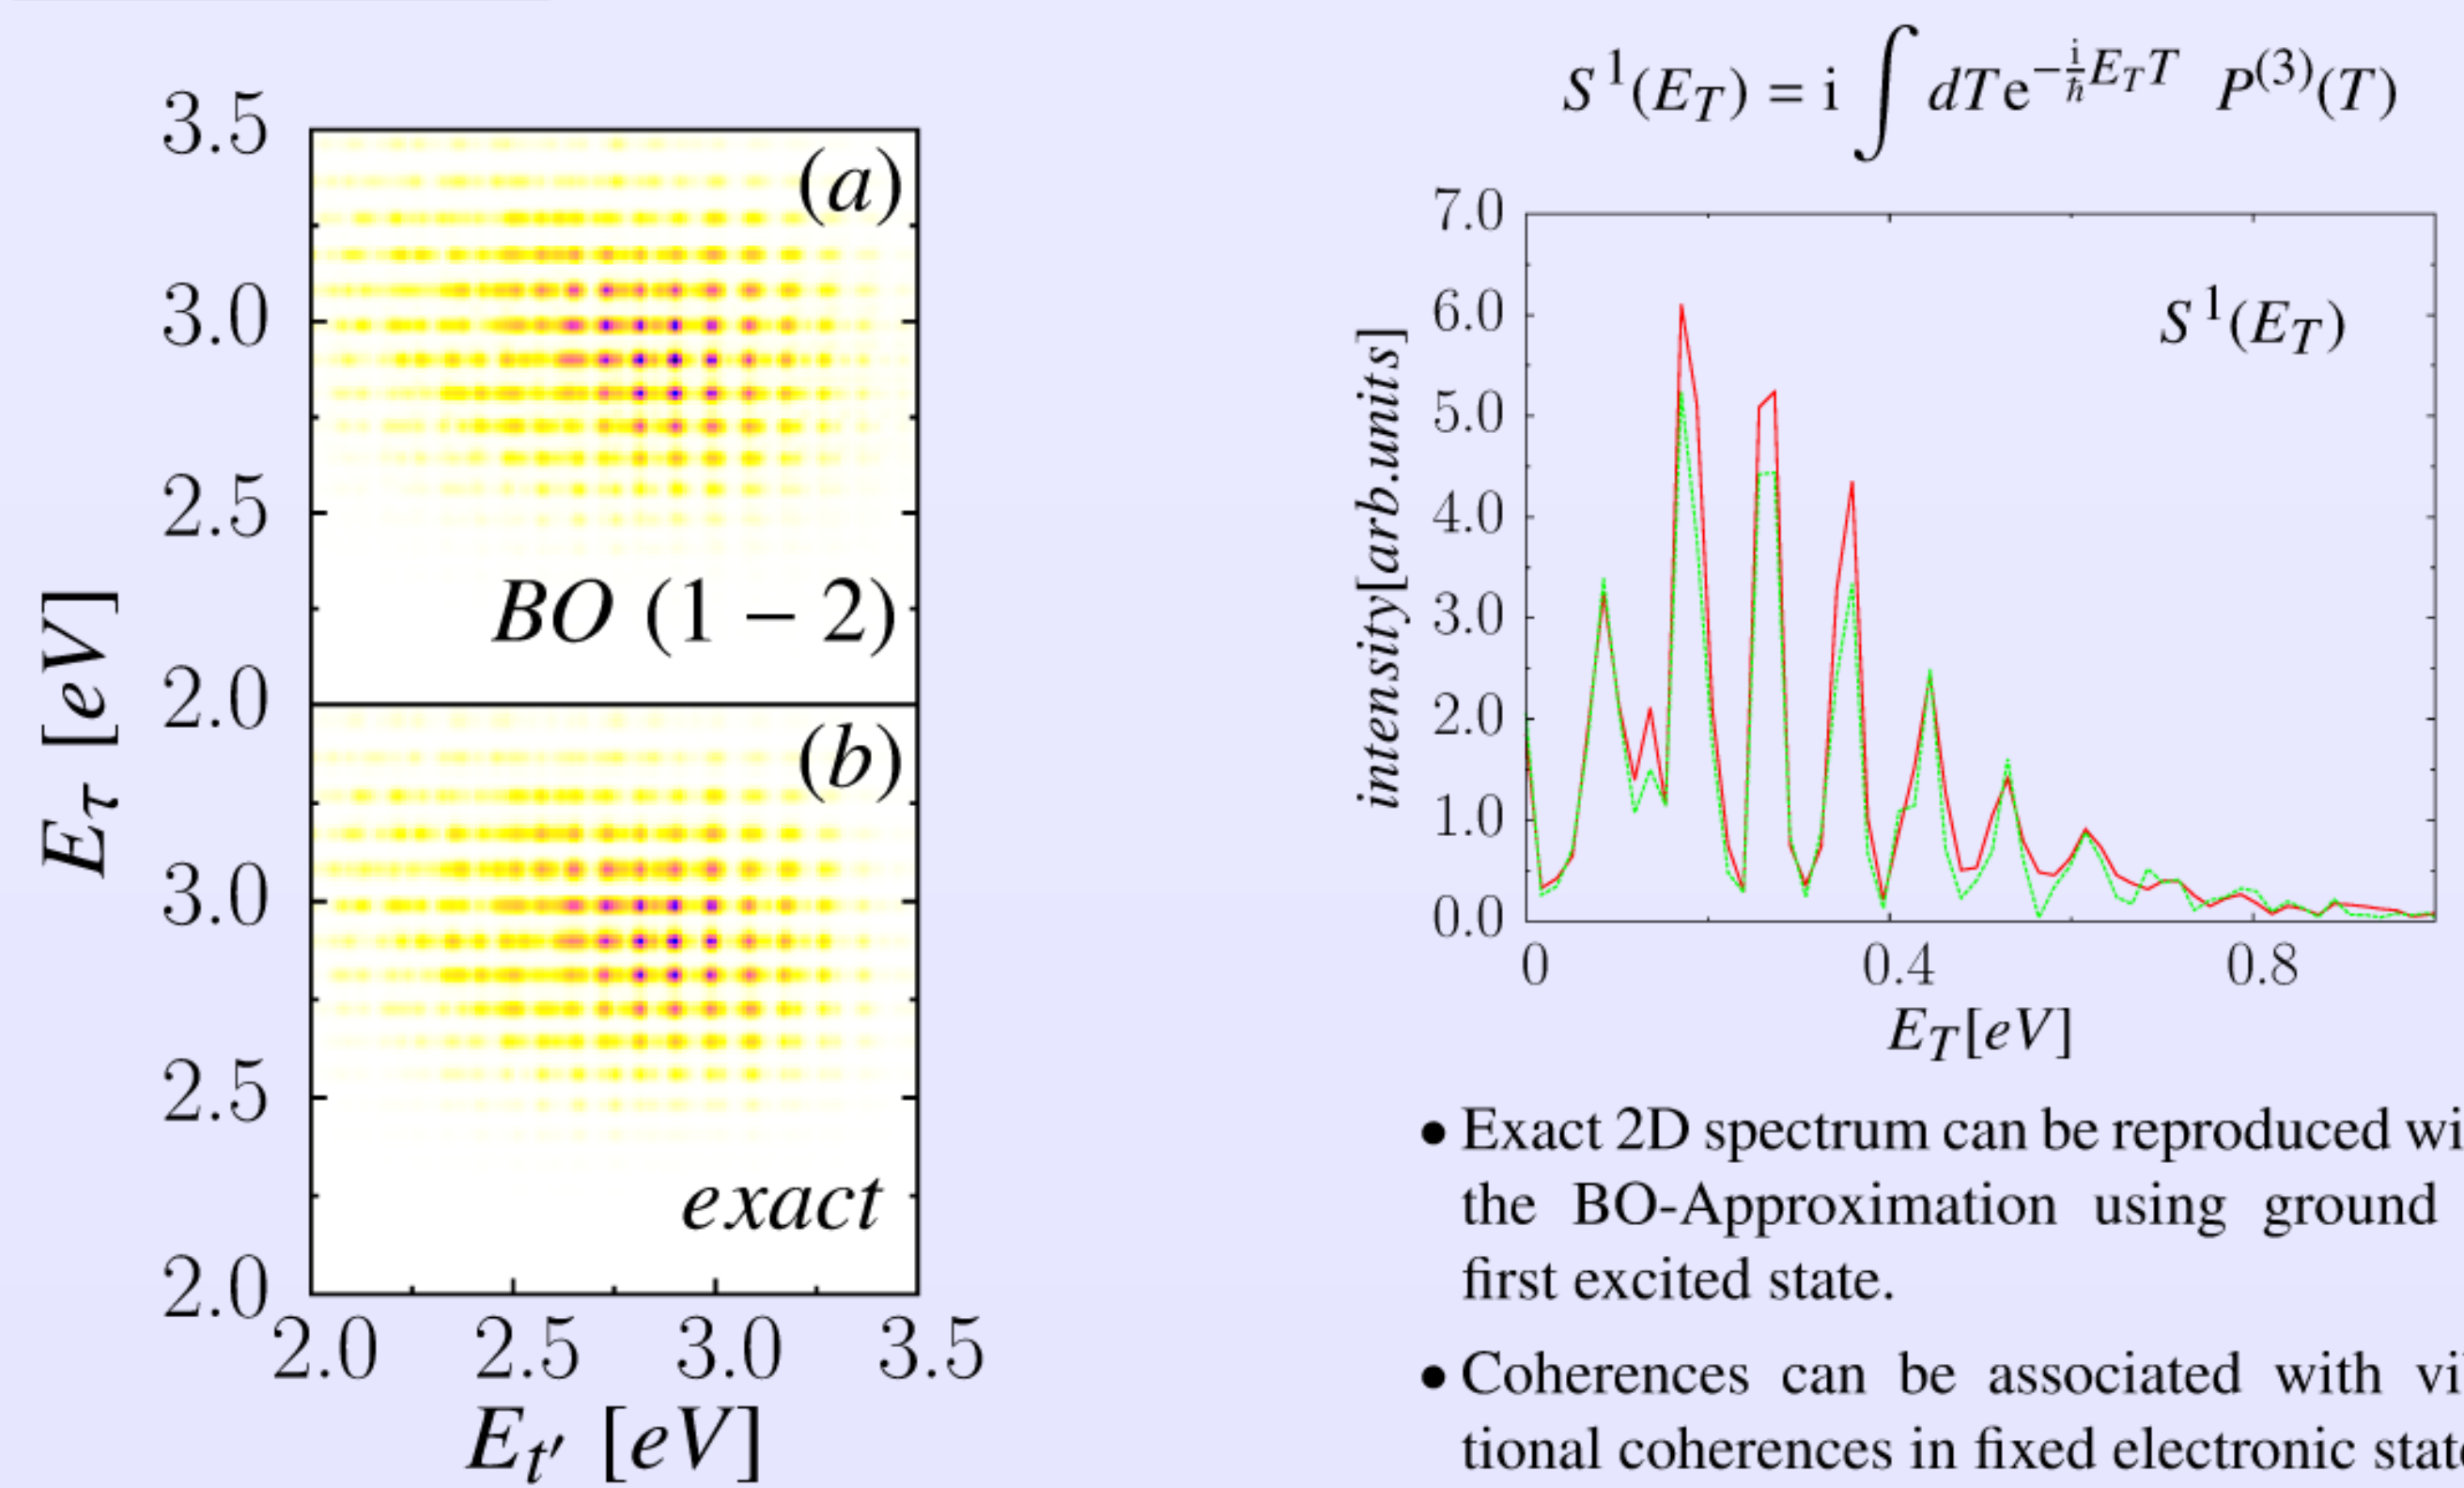 3.5
(a)
3.0
2.5
BO (1 − 2)
2.0
(b)
3.0
2.5
exact
2.0
2.0 2.5 3.0 3.5
E_τ [eV]
E_t′ [eV]
S^1(E_T) = i ∫ dT e^{−\frac{i}{ħ}E_T T} P^{(3)}(T)
7.0
6.0
S^1(E_T)
5.0
4.0
3.0
2.0
1.0
0.0
intensity[arb.units]
0 0.4 0.8
E_T[eV]
• Exact 2D spectrum can be reproduced wi
the BO-Approximation using ground
first excited state.
• Coherences can be associated with vi
tional coherences in fixed electronic state